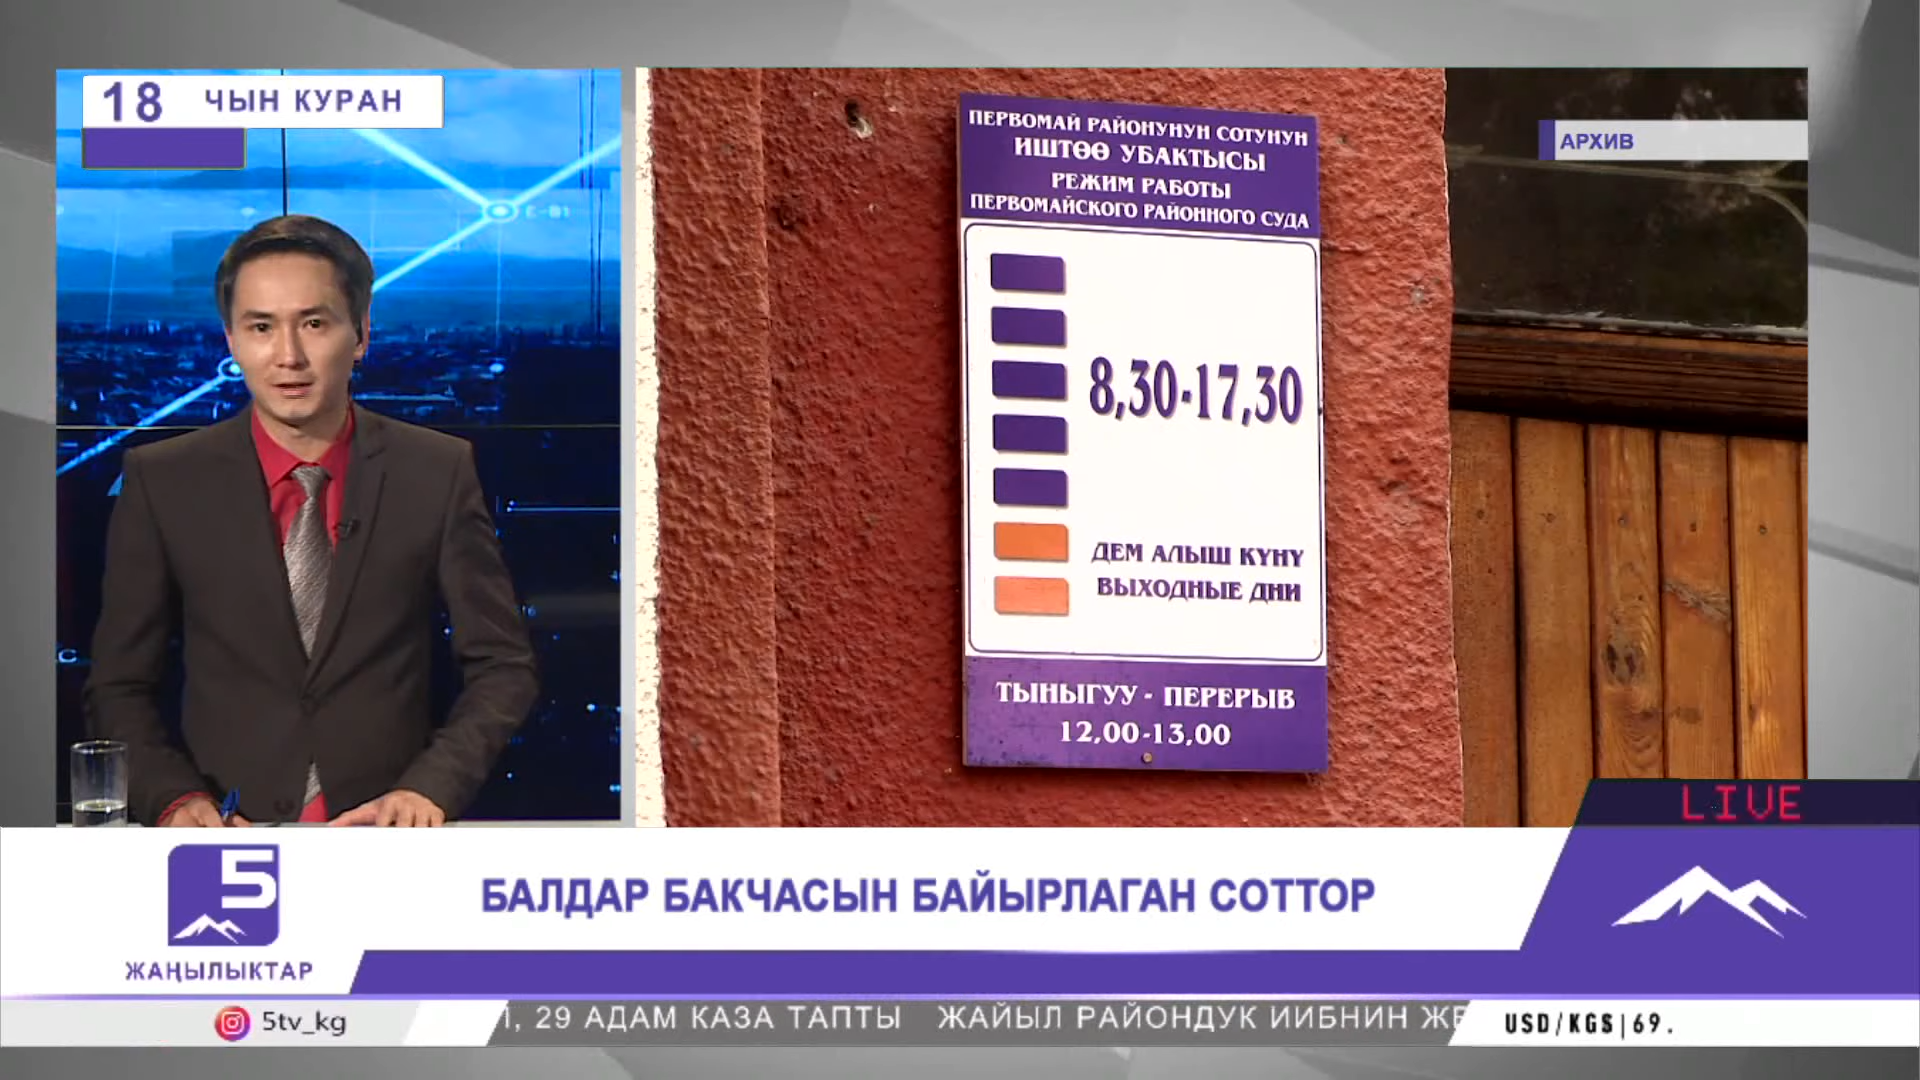 18 ЧЫН КУРАН
E-B1
ПЕРВОМАЙ РАЙОНУНУН СОТУНУН
ИШТӨӨ УБАКТЫСЫ
РЕЖИМ РАБОТЫ
ПЕРВОМАЙСКОГО РАЙОННОГО СУДА
8,30-17,30
ДЕМ АЛЫШ КҮНҮ
ВЫХОДНЫЕ ДНИ
ТЫНЫГУУ - ПЕРЕРЫВ
12,00-13,00
АРХИВ
LIVE
5
ЖАҢЫЛЫКТАР
БАЛДАР БАКЧАСЫН БАЙЫРЛАГАН СОТТОР
5tv_kg
, 29 АДАМ КАЗА ТАПТЫ ЖАЙЫЛ РАЙОНДУК ИИБНИН
USD/KGS|69.